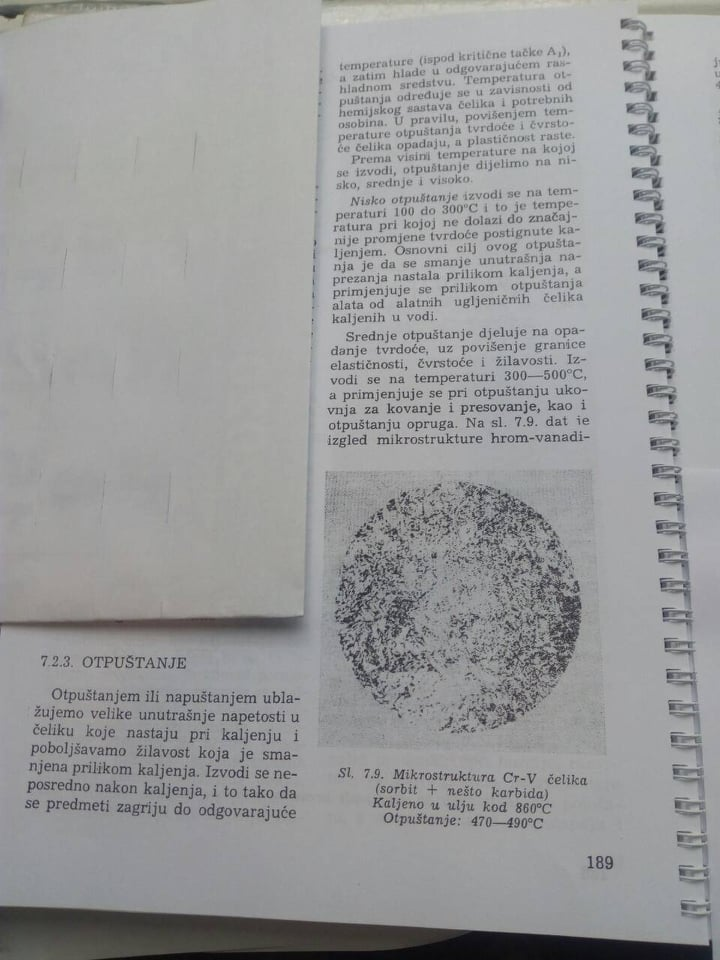 7.2.3. OTPUŠTANJE
Otpuštanjem ili napuštanjem ubla-
žujemo velike unutrašnje napetosti u
čeliku koje nastaju pri kaljenju i
poboljšavamo žilavost koja je sma-
njena prilikom kaljenja. Izvodi se ne-
posredno nakon kaljenja, i to tako da
se predmeti zagriju do odgovarajuće
temperature (ispod kritične tačke A₁),
a zatim hlade u odgovarajućem ras-
hladnom sredstvu. Temperatura ot-
puštanja određuje se u zavisnosti od
hemijskog sastava čelika i potrebnih
osobina. U pravilu, povišenjem tem-
perature otpuštanja tvrdoće i čvrsto-
će čelika opadaju, a plastičnost raste.
Prema visini temperature na kojoj
se izvodi, otpuštanje dijelimo na ni-
sko, srednje i visoko.
Nisko otpuštanje izvodi se na tem-
peraturi 100 do 300°C i to je tempe-
ratura pri kojoj ne dolazi do značaj-
nije promjene tvrdoće postignute ka-
ljenjem. Osnovni cilj ovog otpušta-
nja je da se smanje unutrašnja na-
prezanja nastala prilikom kaljenja, a
primjenjuje se prilikom otpuštanja
alata od alatnih ugljeničnih čelika
kaljenih u vodi.
Srednje otpuštanje djeluje na opa-
danje tvrdoće, uz povišenje granice
elastičnosti, čvrstoće i žilavosti. Iz-
vodi se na temperaturi 300—500°C,
a primjenjuje se pri otpuštanju uko-
vnja za kovanje i presovanje, kao i
otpuštanju opruga. Na sl. 7.9. dat je
izgled mikrostrukture hrom-vanadi-
Sl. 7.9. Mikrostruktura Cr-V čelika
(sorbit + nešto karbida)
Kaljeno u ulju kod 860°C
Otpuštanje: 470—490°C
189